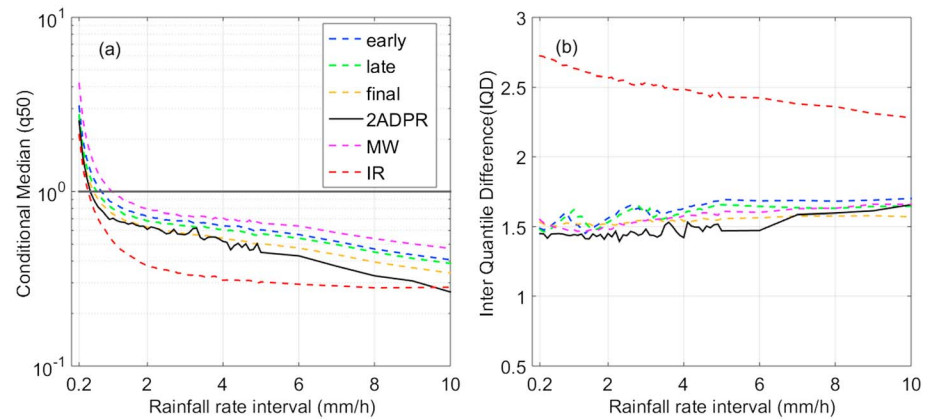 10^1
(a)
early
late
final
2ADPR
MW
IR
Conditional Median (q50)
10^0
10^-1
0.2 2 4 6 8 10
Rainfall rate interval (mm/h)
3
(b)
2.5
2
1.5
1
0.5
Inter Quantile Difference(IQD)
0.2 2 4 6 8 10
Rainfall rate interval (mm/h)